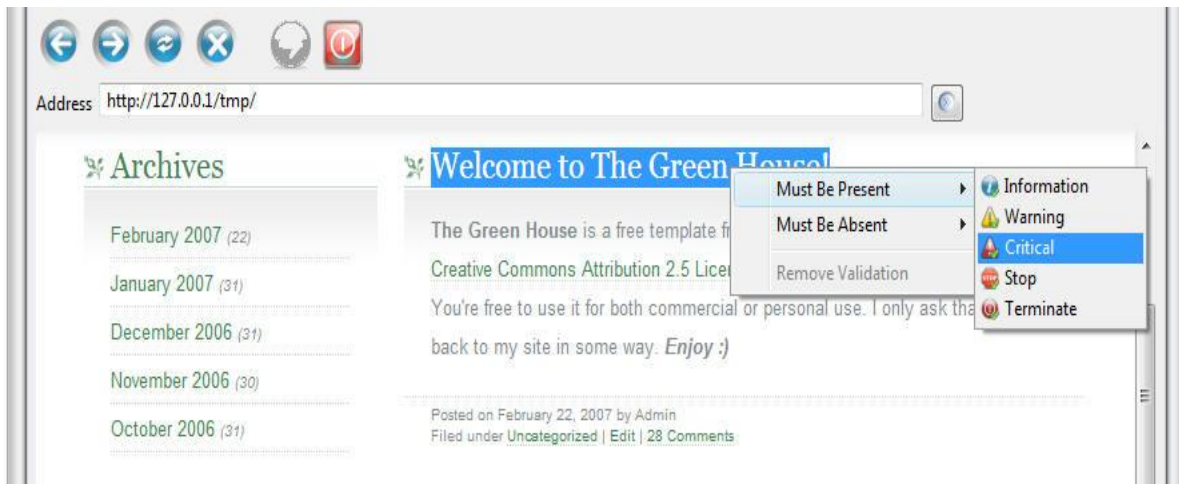 Address http://127.0.0.1/tmp/
Archives
February 2007 (22)
January 2007 (31)
December 2006 (31)
November 2006 (30)
October 2006 (31)
Welcome to The Green House!
The Green House is a free template
Creative Commons Attribution 2.5
You're free to use it for both commercial or personal use. I only ask
back to my site in some way. Enjoy :)
Posted on February 22, 2007 by Admin
Filed under Uncategorized | Edit | 28 Comments
Must Be Present
Must Be Absent
Remove Validation
Information
Warning
Critical
Stop
Terminate